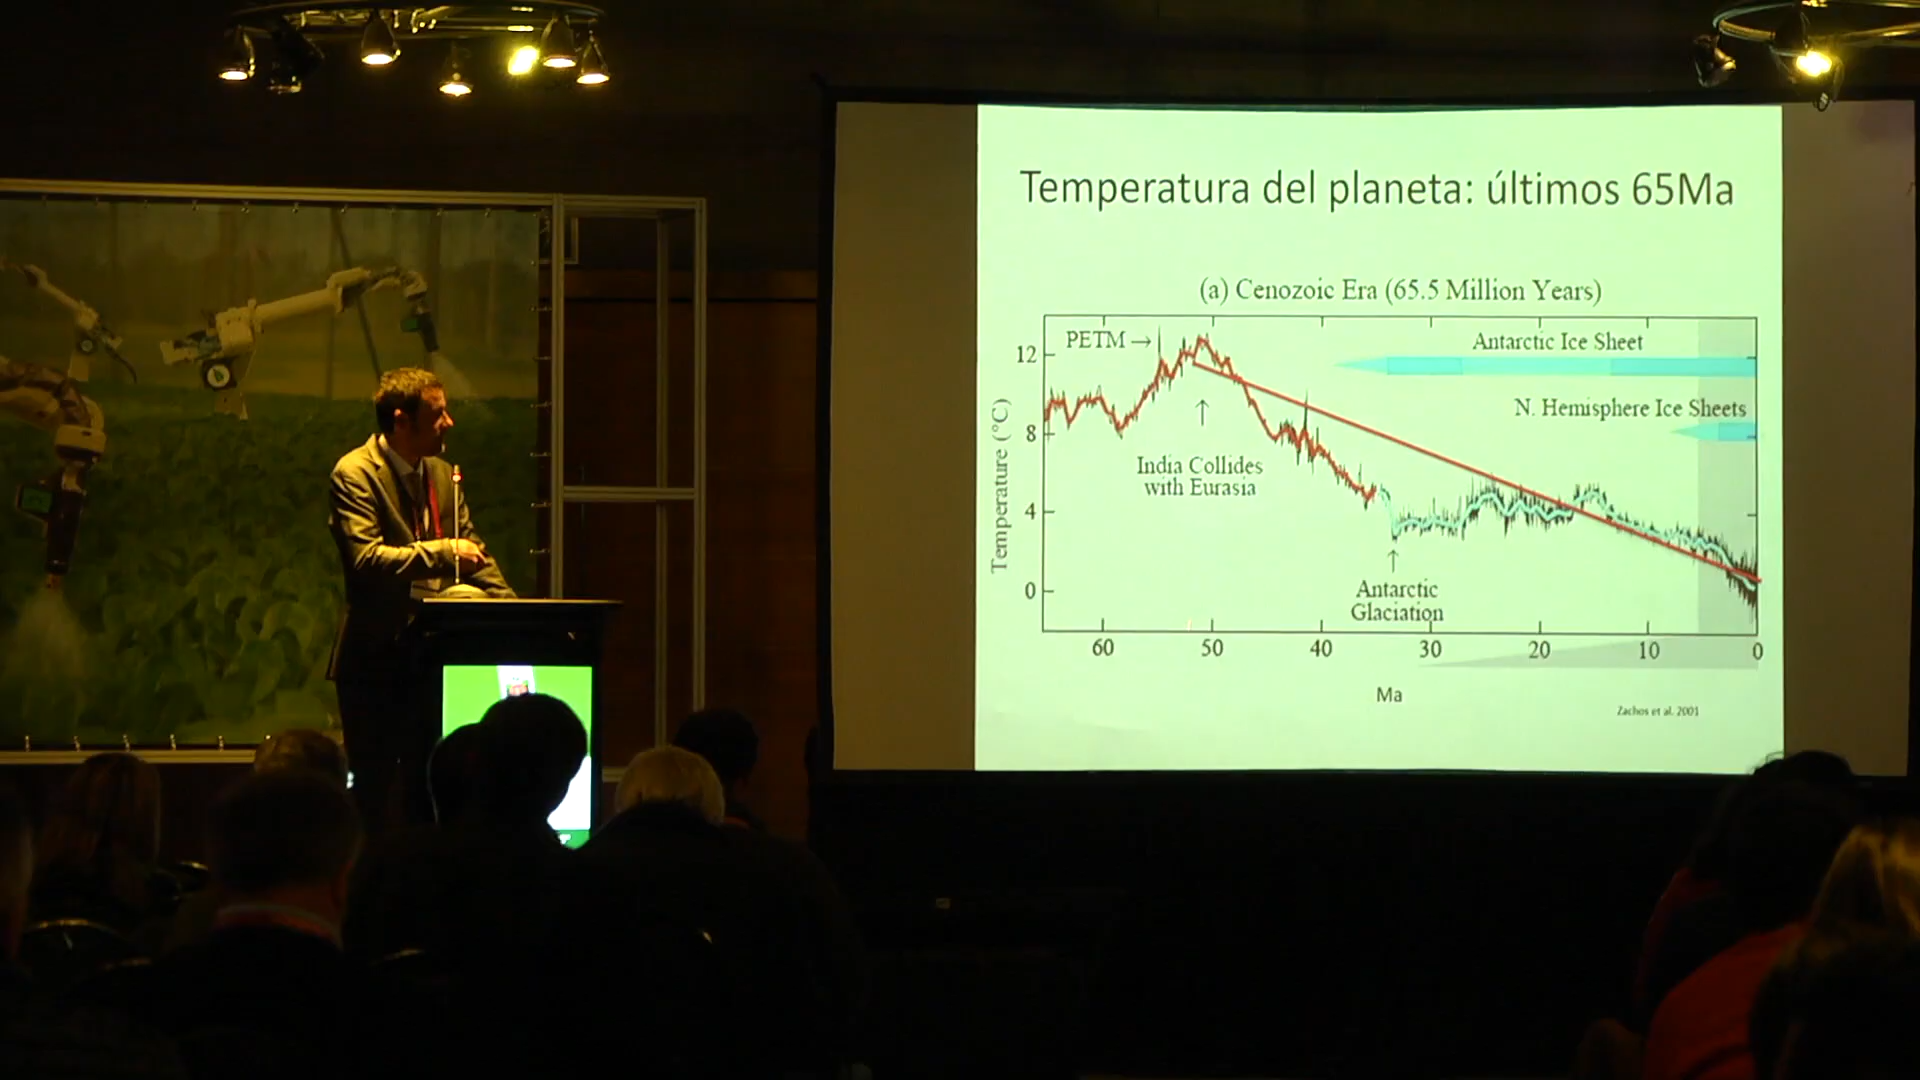 Temperatura del planeta: últimos 65Ma
(a) Cenozoic Era (65.5 Million Years)
PETM →
Antarctic Ice Sheet
N. Hemisphere Ice Sheets
India Collides
with Eurasia
Antarctic
Glaciation
Temperature (°C)
12
8
4
0
60
50
40
30
20
10
0
Ma
Zachos et al. 2001